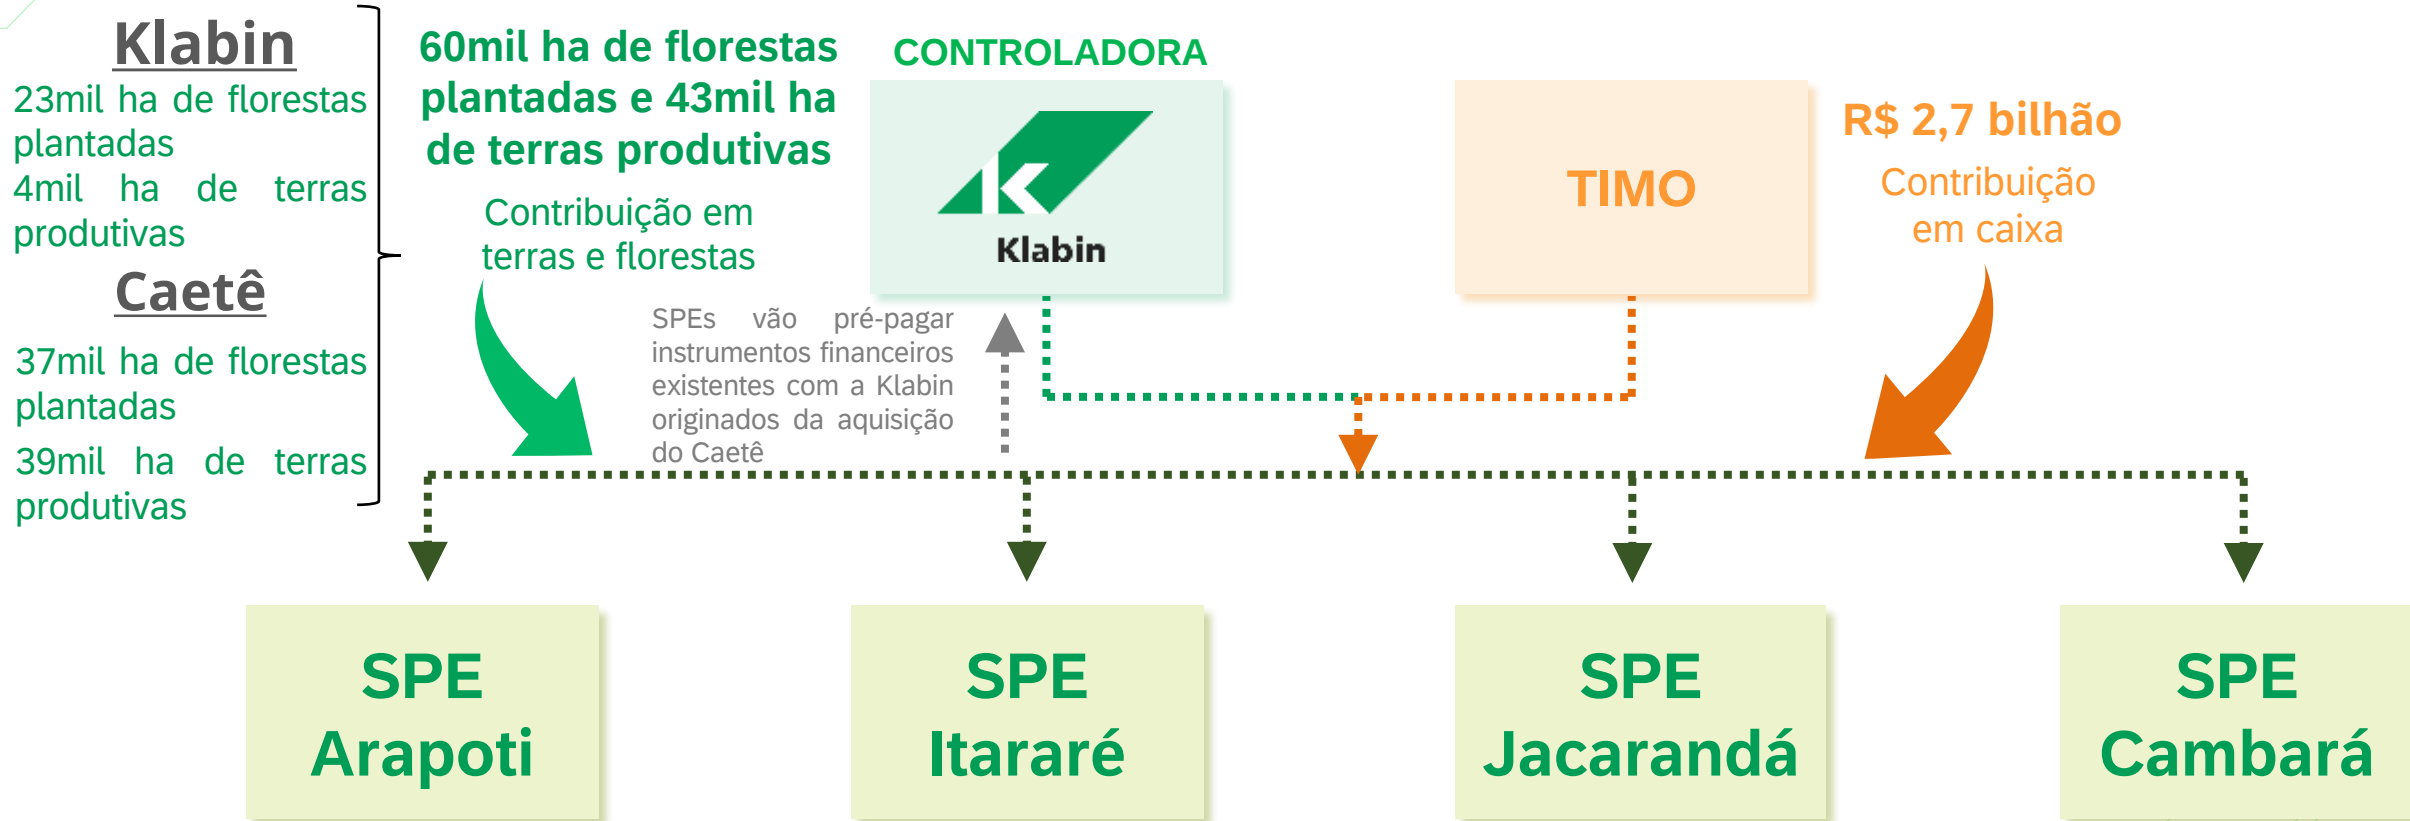 Klabin
23mil ha de florestas
plantadas
4mil ha de terras
produtivas
Caetê
37mil ha de florestas
plantadas
39mil ha de terras
produtivas
60mil ha de florestas
plantadas e 43mil ha
de terras produtivas
Contribuição em
terras e florestas
CONTROLADORA
Klabin
SPEs vão pré-pagar
instrumentos financeiros
existentes com a Klabin
originados da aquisição
do Caetê
TIMO
R$ 2,7 bilhão
Contribuição
em caixa
SPE
Arapoti
SPE
Itararé
SPE
Jacarandá
SPE
Cambará